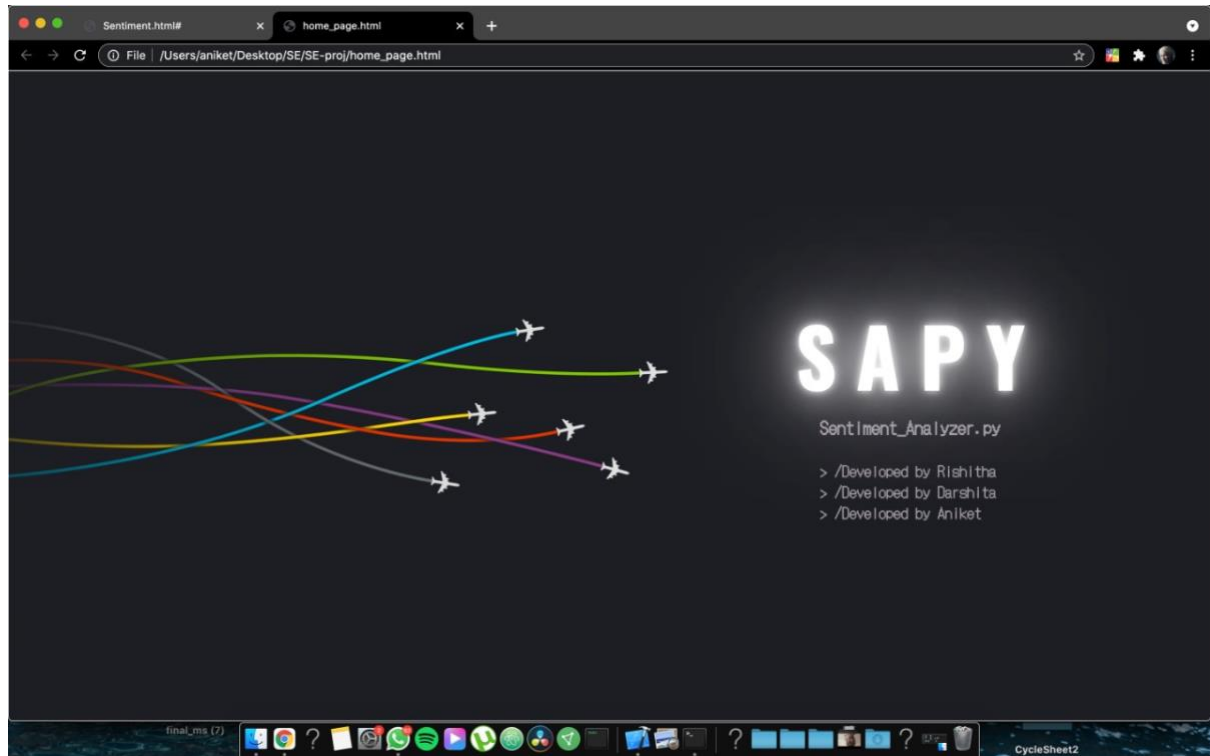 Sentiment.html#
home_page.html
File | /Users/aniket/Desktop/SE/SE-proj/home_page.html
SAPY
Sentiment_Analyzer.py
> /Developed by Rishitha
> /Developed by Darshita
> /Developed by Aniket
final_ms (7)
CycleSheet2